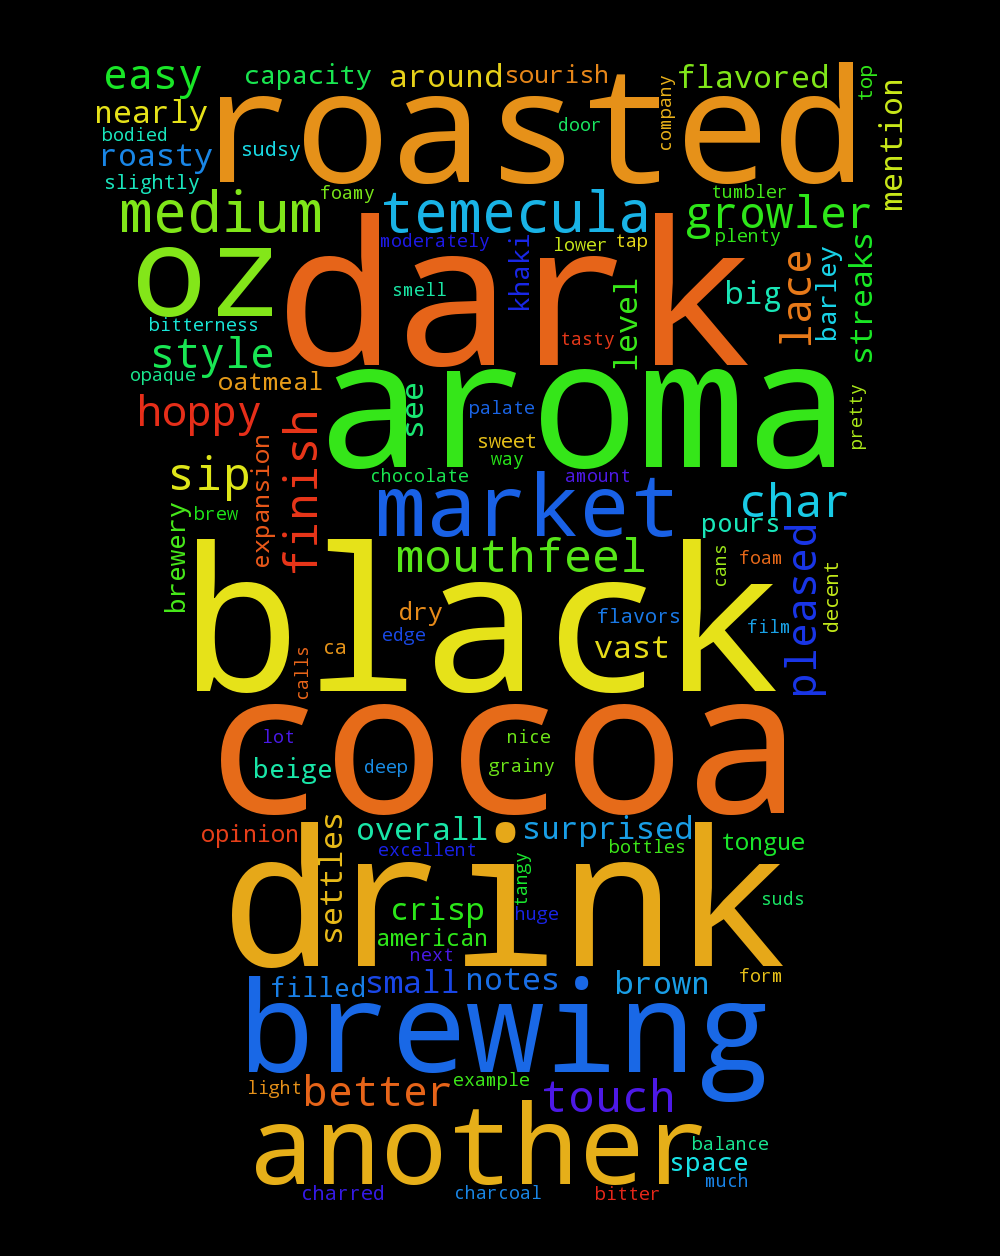 easy capacity around sourish flavored top
nearly roasted company mention
bodied door
roasty sudsy
slightly foamy tumbler
medium temecula growler
moderately khaki lower tap plenty streaks
oz dark lace barley
smell level big
bitterness tasty
style
opaque oatmeal aroma see pretty
hoppy palate
finish sweet
expansion way
sip chocolate amount
brewery brew market char
pours
mouthfeel cans foam pleased decent
black
dry flavors
edge film
calls ca vast
cocoa
lot nice
beige deep grainy
settles
opinion overall surprised tongue
excellent bottles
drink tangy
crisp huge suds
american
next
filled small notes brown form
brewing
light better example touch
another
balance
space
much
charred charcoal bitter